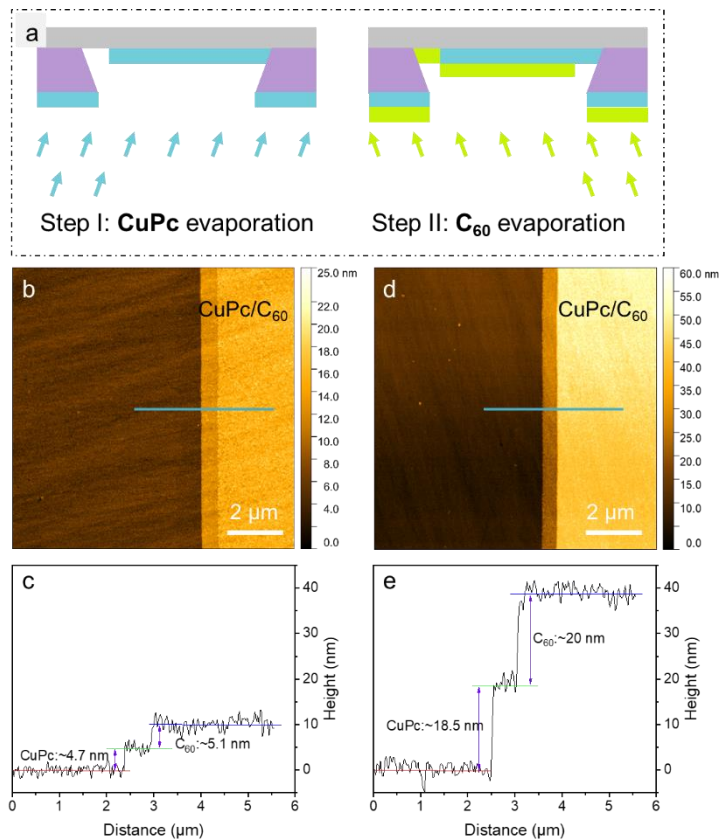 a
Step I: CuPc evaporation
Step II: C₆₀ evaporation
b
CuPc/C₆₀
2 μm
25.0 nm
22.0
20.0
18.0
16.0
14.0
12.0
10.0
8.0
6.0
4.0
2.0
0.0
d
CuPc/C₆₀
2 μm
60.0 nm
55.0
50.0
45.0
40.0
35.0
30.0
25.0
20.0
15.0
10.0
5.0
0.0
c
CuPc:~4.7 nm
C₆₀:~5.1 nm
40
30
20
10
0
Height (nm)
0 1 2 3 4 5 6
Distance (μm)
e
C₆₀:~20 nm
CuPc:~18.5 nm
40
30
20
10
0
Height (nm)
0 1 2 3 4 5 6
Distance (μm)